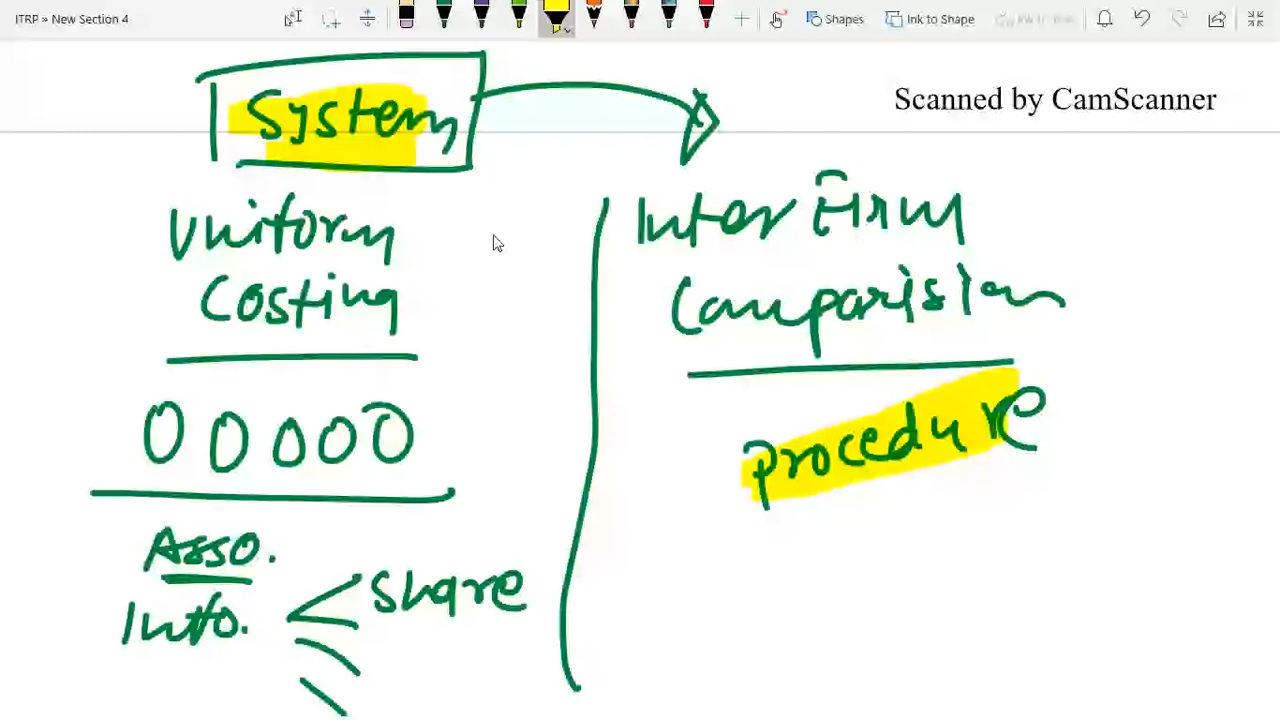 ITRP » New Section 4
Shapes
Ink to Shape
Scanned by CamScanner
System
Uniform
Costing
Inter Firm
Comparision
procedure
00000
Asso.
Info.
Share